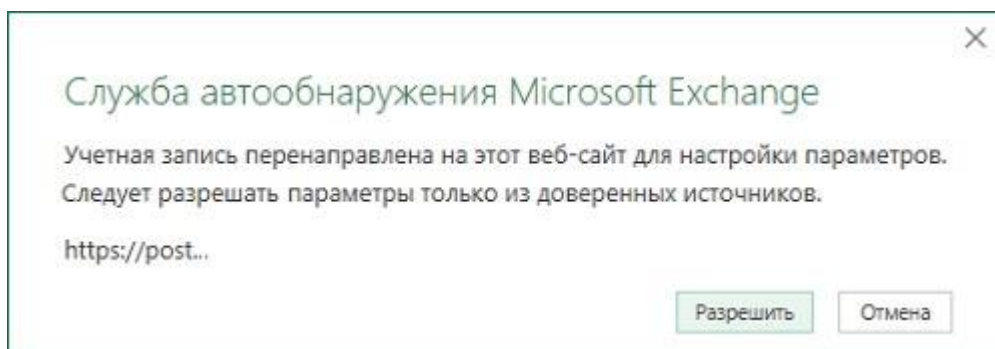 Служба автообнаружения Microsoft Exchange
Учетная запись перенаправлена на этот веб-сайт для настройки параметров.
Следует разрешать параметры только из доверенных источников.
https://post...
Разрешить Отмена